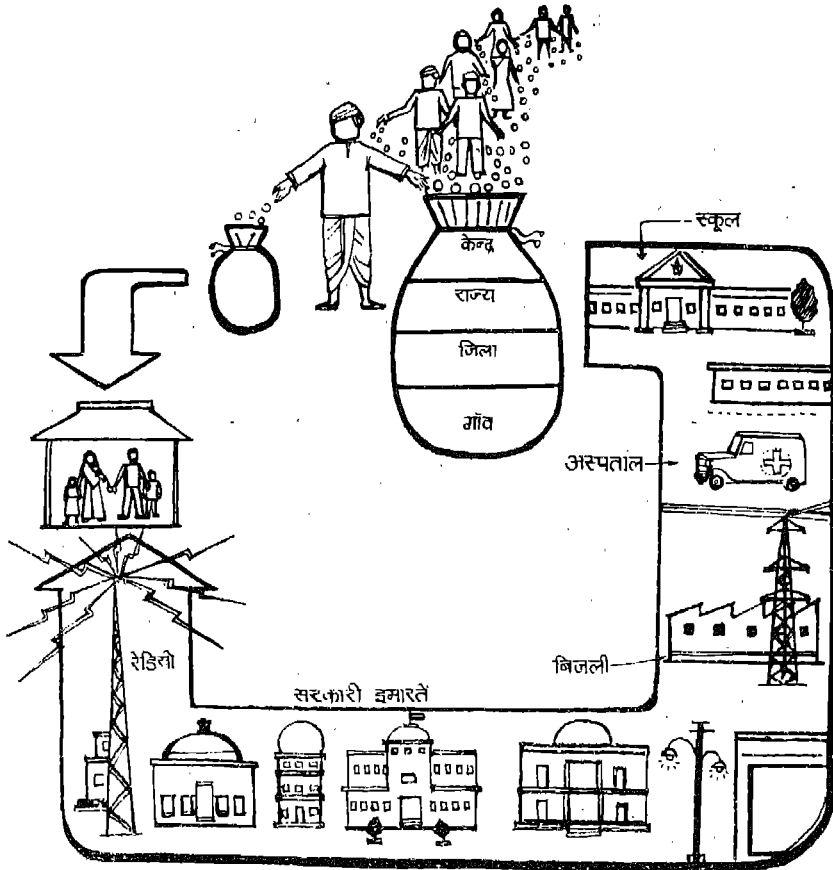 स्कूल
केन्द्र
राज्य
जिला
गाँव
अस्पताल
रेडियो
बिजली
सरकारी इमारतें